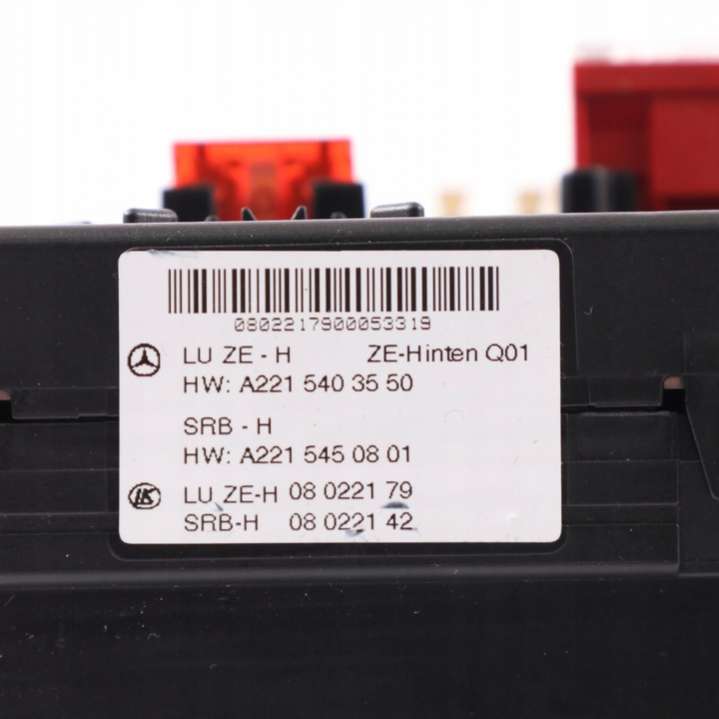 0802217900053319
LU ZE - H ZE-Hinten Q01
HW: A221 540 35 50
SRB - H
HW: A221 545 08 01
LK LU ZE-H 08 0221 79
SRB-H 08 0221 42